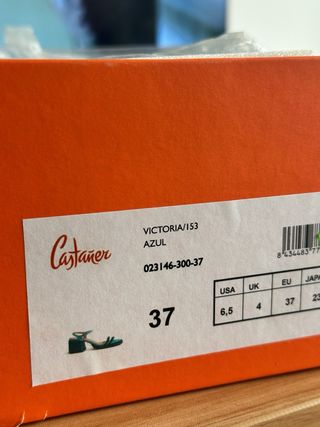 VICTORIA/153
AZUL
Castañer
023146-300-37
37
USA UK EU
6,5 4 37